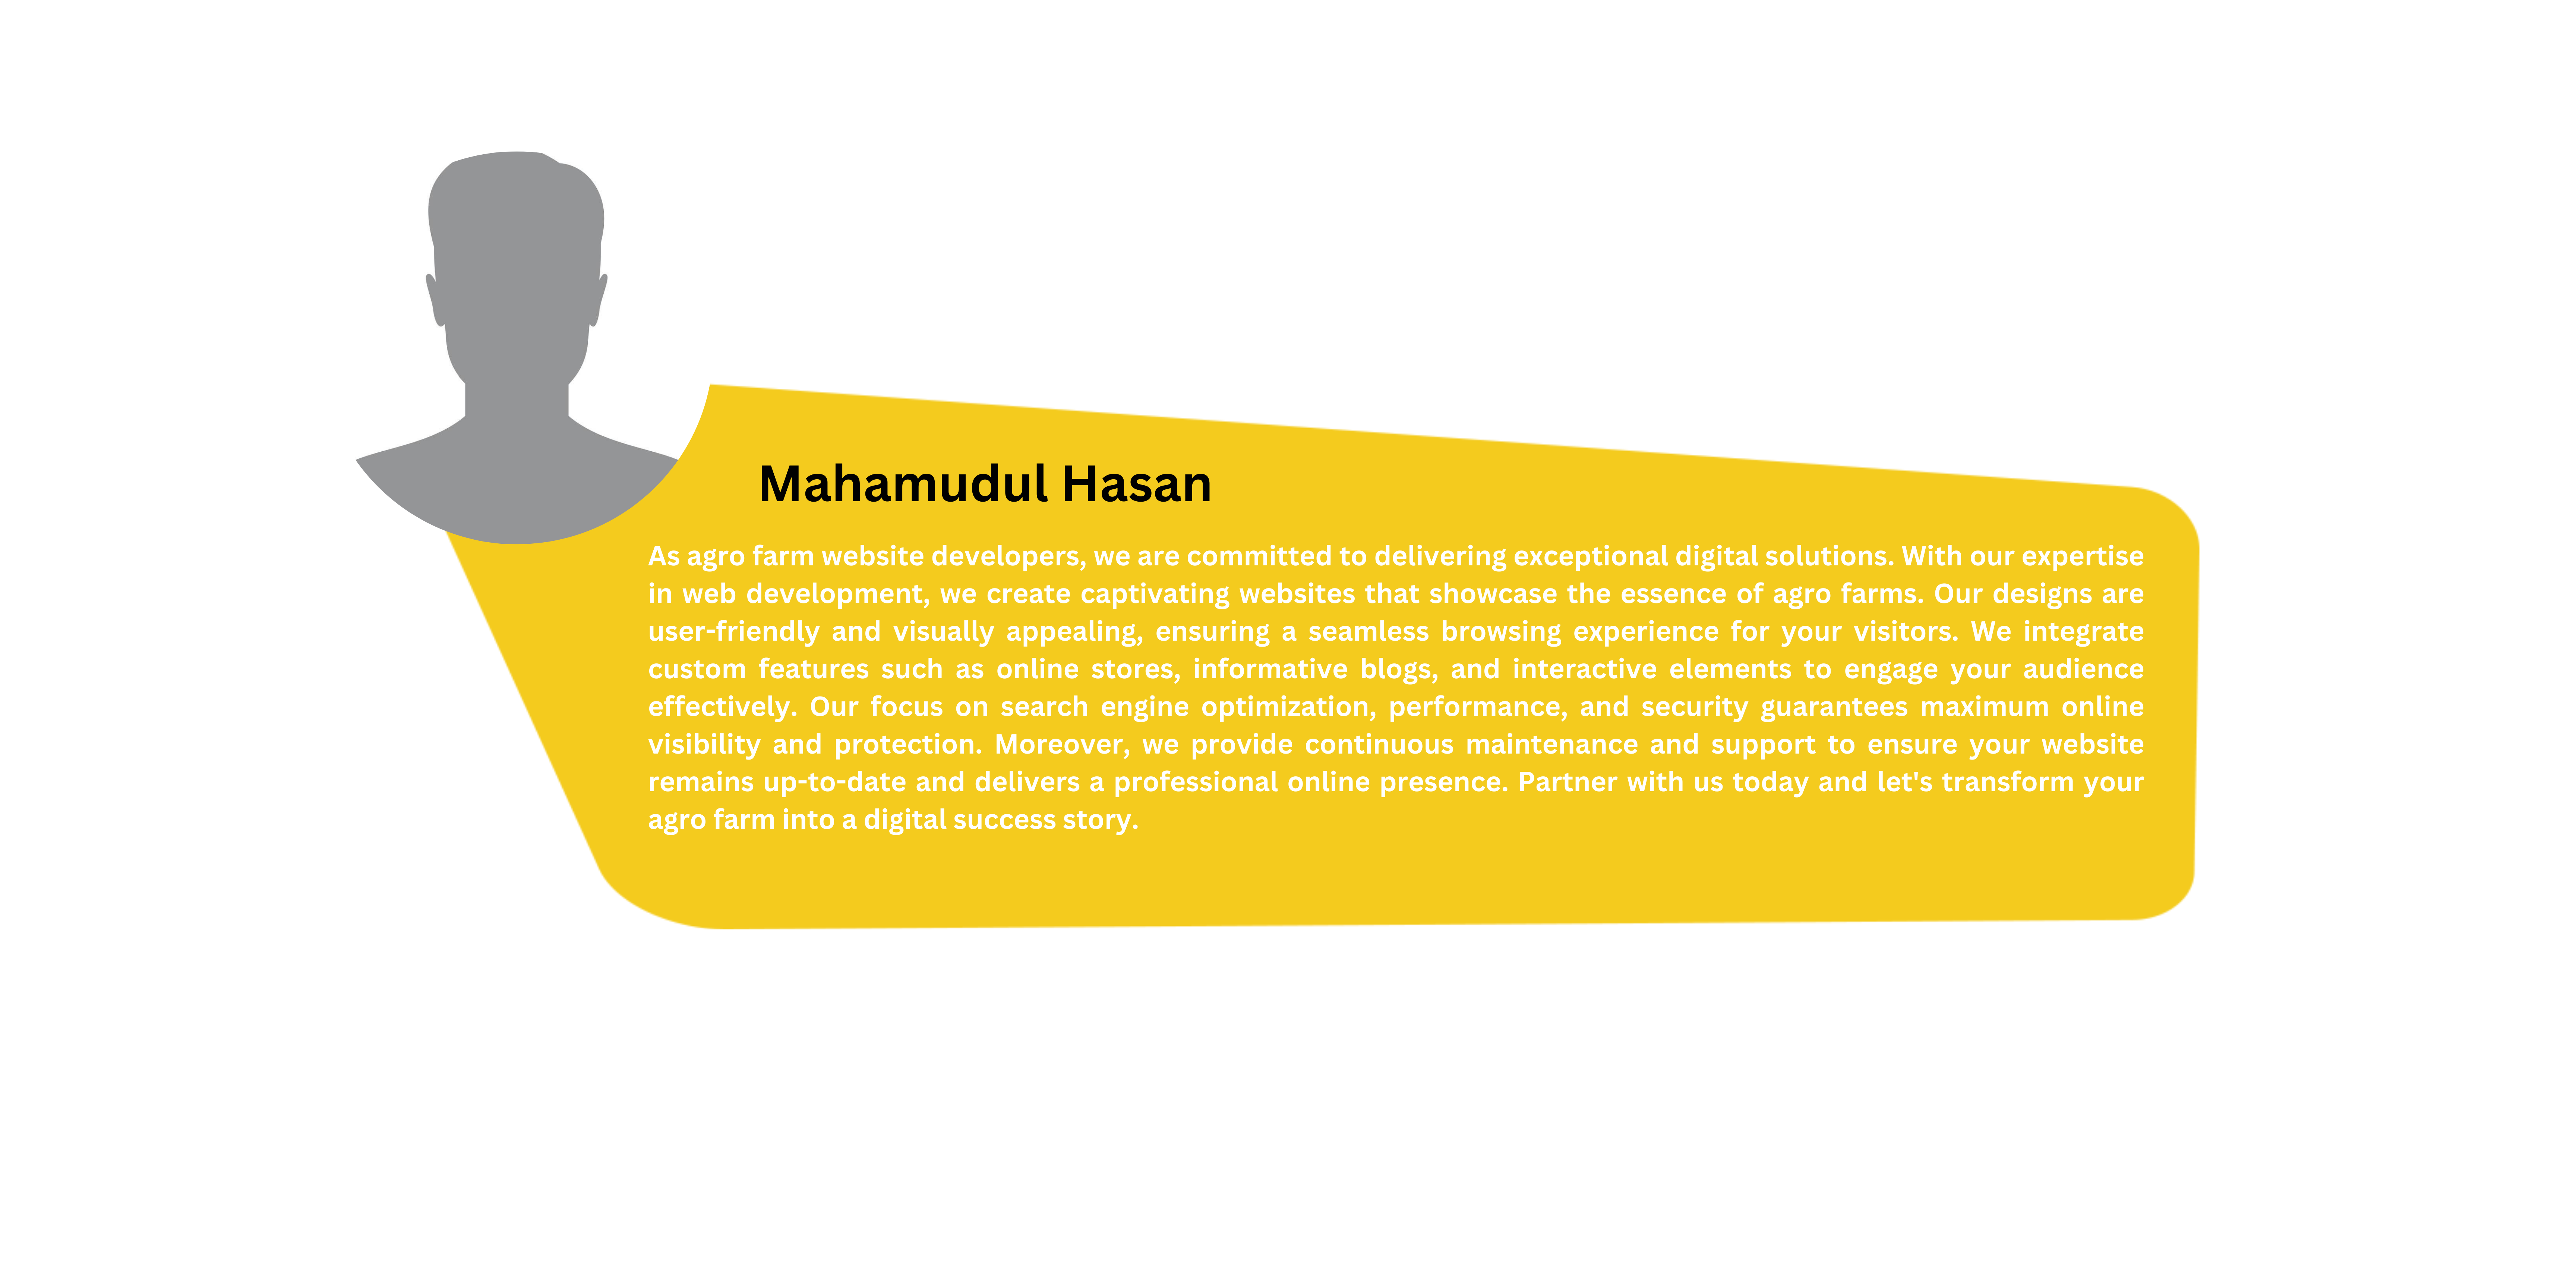 Mahamudul Hasan
As agro farm website developers, we are committed to delivering exceptional digital solutions. With our expertise
in web development, we create captivating websites that showcase the essence of agro farms. Our designs are
user-friendly and visually appealing, ensuring a seamless browsing experience for your visitors. We integrate
custom features such as online stores, informative blogs, and interactive elements to engage your audience
effectively. Our focus on search engine optimization, performance, and security guarantees maximum online
visibility and protection. Moreover, we provide continuous maintenance and support to ensure your website
remains up-to-date and delivers a professional online presence. Partner with us today and let's transform your
agro farm into a digital success story.